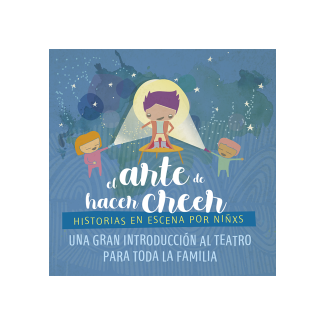 el arte de
hacer creer
HISTORIAS EN ESCENA POR NIÑXS
UNA GRAN INTRODUCCIÓN AL TEATRO
PARA TODA LA FAMILIA